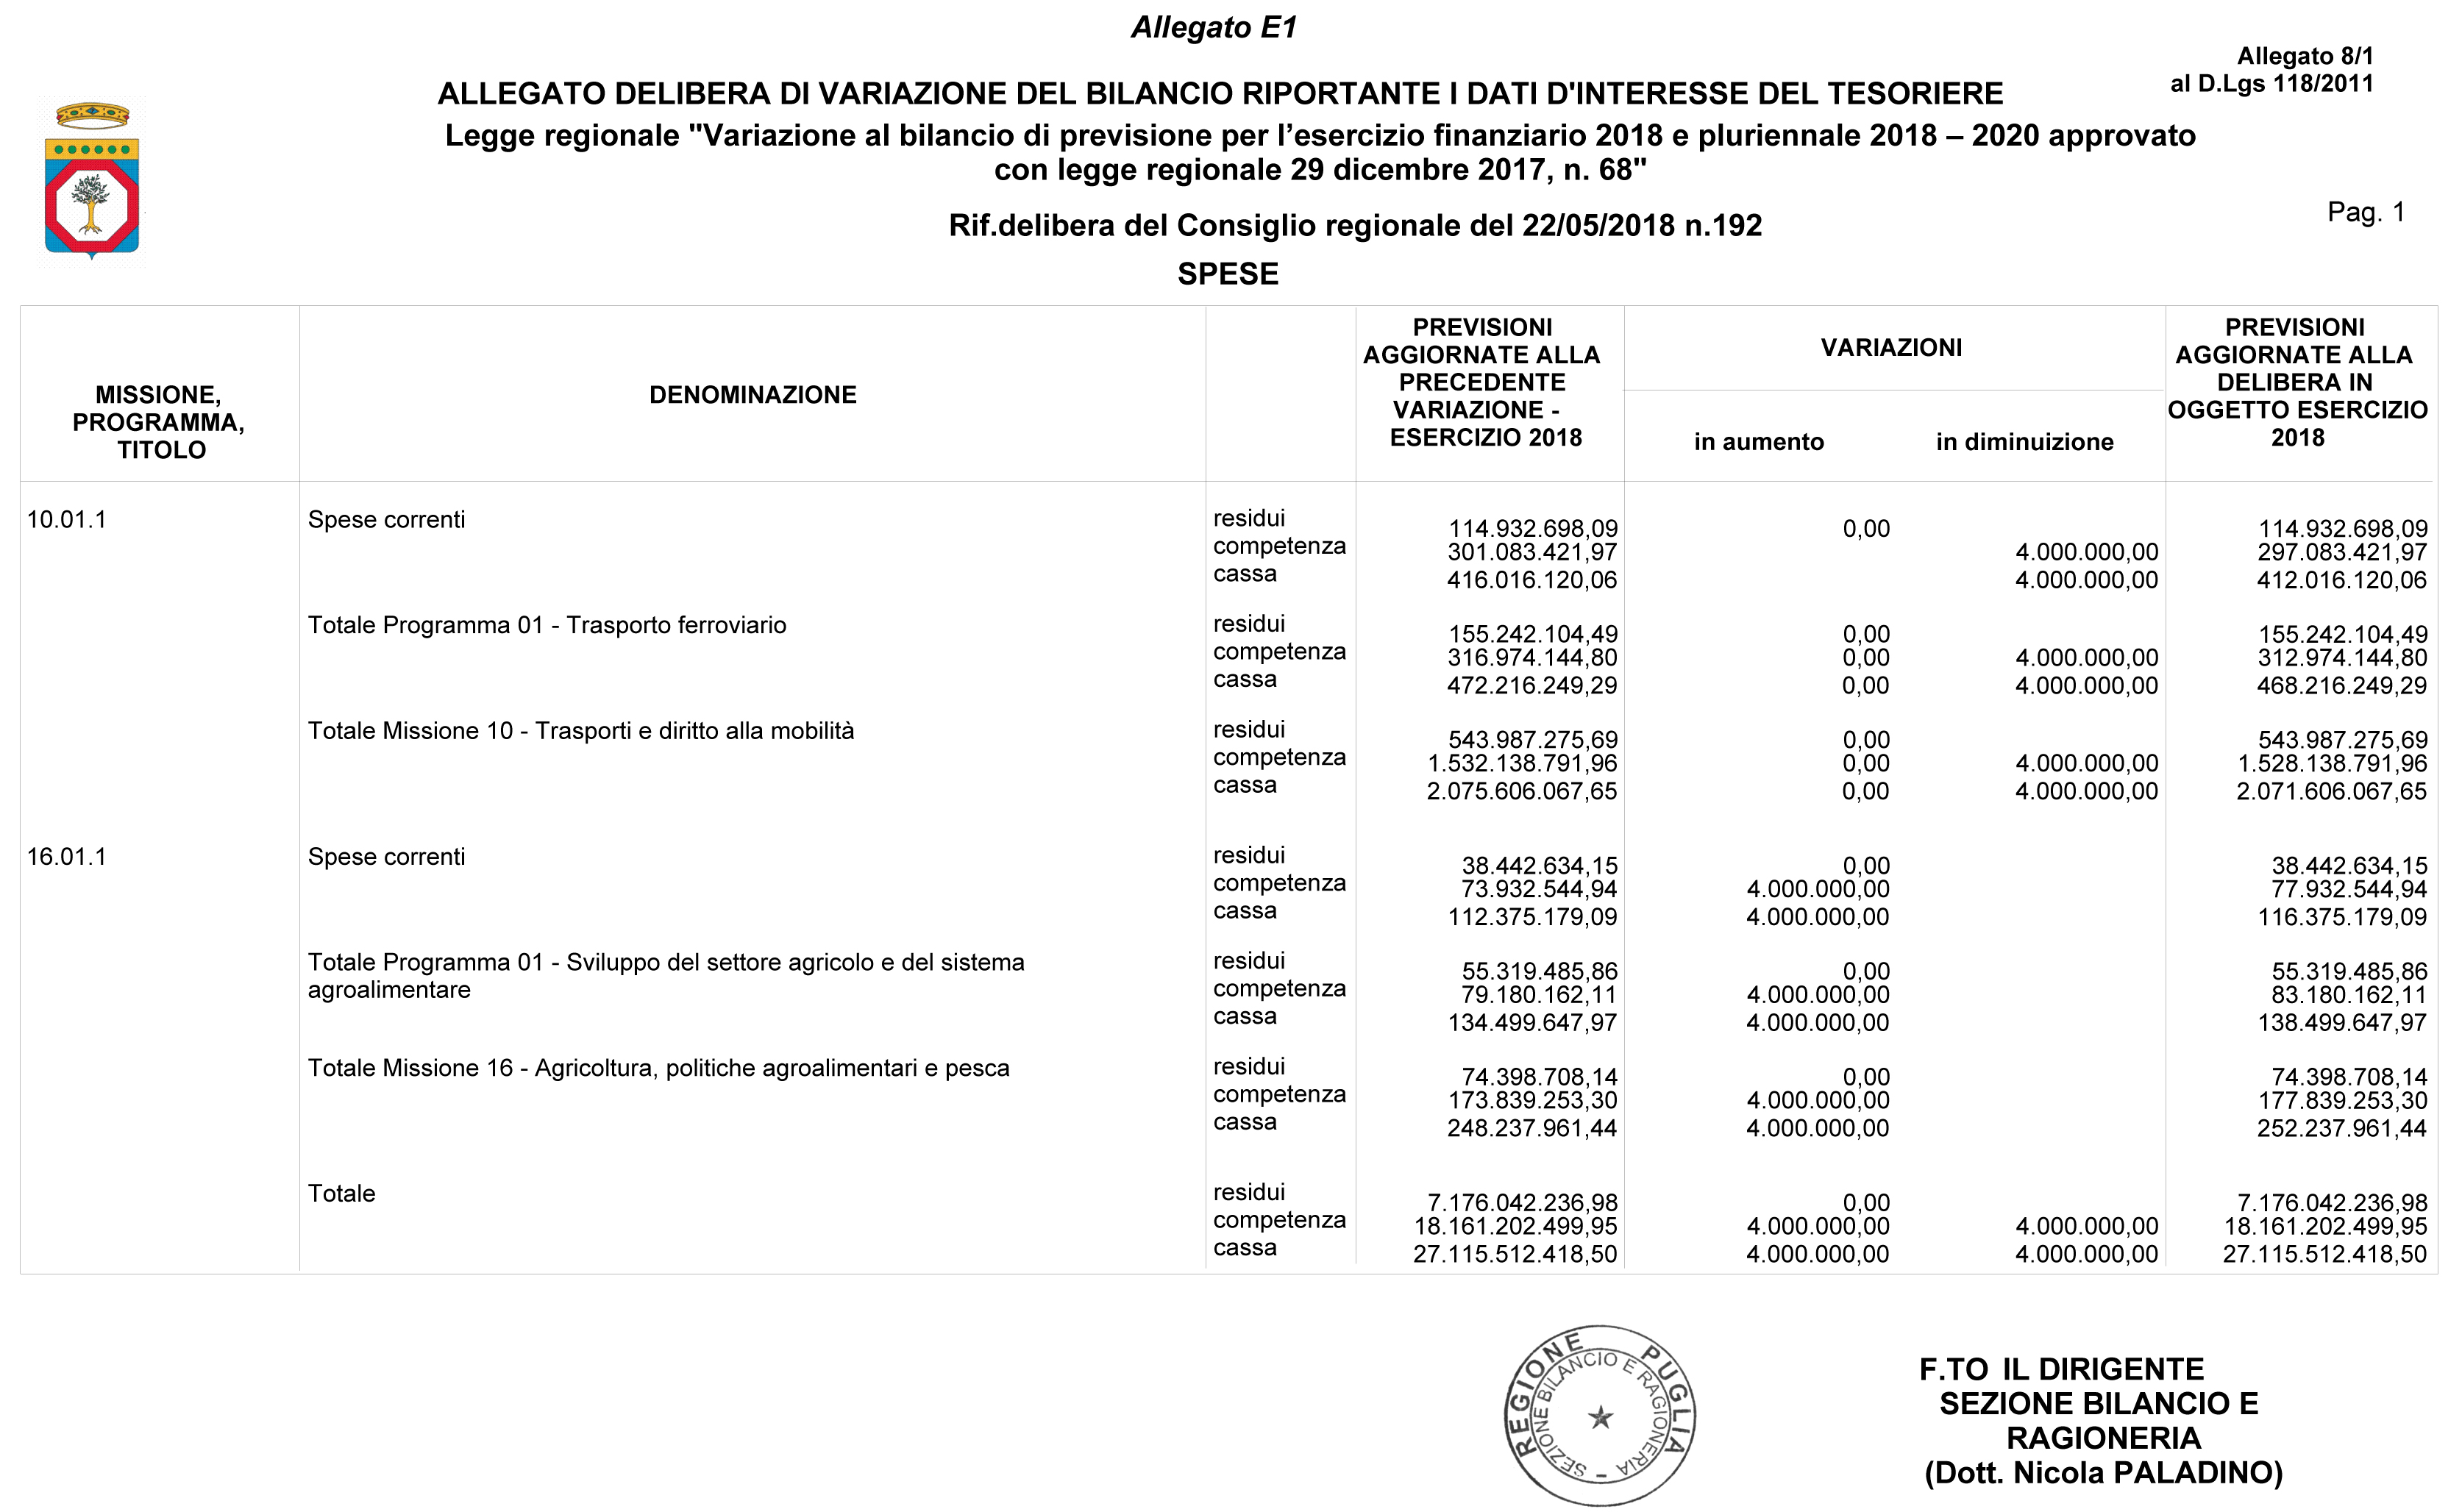 Allegato E1
Allegato 8/1
al D.Lgs 118/2011
ALLEGATO DELIBERA DI VARIAZIONE DEL BILANCIO RIPORTANTE I DATI D'INTERESSE DEL TESORIERE
Legge regionale "Variazione al bilancio di previsione per l’esercizio finanziario 2018 e pluriennale 2018 – 2020 approvato
con legge regionale 29 dicembre 2017, n. 68"
Pag. 1
Rif.delibera del Consiglio regionale del 22/05/2018 n.192
SPESE
MISSIONE,
PROGRAMMA,
TITOLO
DENOMINAZIONE
PREVISIONI
AGGIORNATE ALLA
PRECEDENTE
VARIAZIONE -
ESERCIZIO 2018
VARIAZIONI
in aumento in diminuizione
PREVISIONI
AGGIORNATE ALLA
DELIBERA IN
OGGETTO ESERCIZIO
2018
10.01.1 Spese correnti residui 114.932.698,09 0,00 114.932.698,09
competenza 301.083.421,97 4.000.000,00 297.083.421,97
cassa 416.016.120,06 4.000.000,00 412.016.120,06
Totale Programma 01 - Trasporto ferroviario residui 155.242.104,49 0,00 155.242.104,49
competenza 316.974.144,80 0,00 4.000.000,00 312.974.144,80
cassa 472.216.249,29 0,00 4.000.000,00 468.216.249,29
Totale Missione 10 - Trasporti e diritto alla mobilità residui 543.987.275,69 0,00 543.987.275,69
competenza 1.532.138.791,96 0,00 4.000.000,00 1.528.138.791,96
cassa 2.075.606.067,65 0,00 4.000.000,00 2.071.606.067,65
16.01.1 Spese correnti residui 38.442.634,15 0,00 38.442.634,15
competenza 73.932.544,94 4.000.000,00 77.932.544,94
cassa 112.375.179,09 4.000.000,00 116.375.179,09
Totale Programma 01 - Sviluppo del settore agricolo e del sistema residui 55.319.485,86 0,00 55.319.485,86
agroalimentare competenza 79.180.162,11 4.000.000,00 83.180.162,11
cassa 134.499.647,97 4.000.000,00 138.499.647,97
Totale Missione 16 - Agricoltura, politiche agroalimentari e pesca residui 74.398.708,14 0,00 74.398.708,14
competenza 173.839.253,30 4.000.000,00 177.839.253,30
cassa 248.237.961,44 4.000.000,00 252.237.961,44
Totale residui 7.176.042.236,98 0,00 7.176.042.236,98
competenza 18.161.202.499,95 4.000.000,00 4.000.000,00 18.161.202.499,95
cassa 27.115.512.418,50 4.000.000,00 4.000.000,00 27.115.512.418,50
REGIONE PUGLIA
SEZIONE BILANCIO E RAGIONERIA -
F.TO IL DIRIGENTE
SEZIONE BILANCIO E
RAGIONERIA
(Dott. Nicola PALADINO)